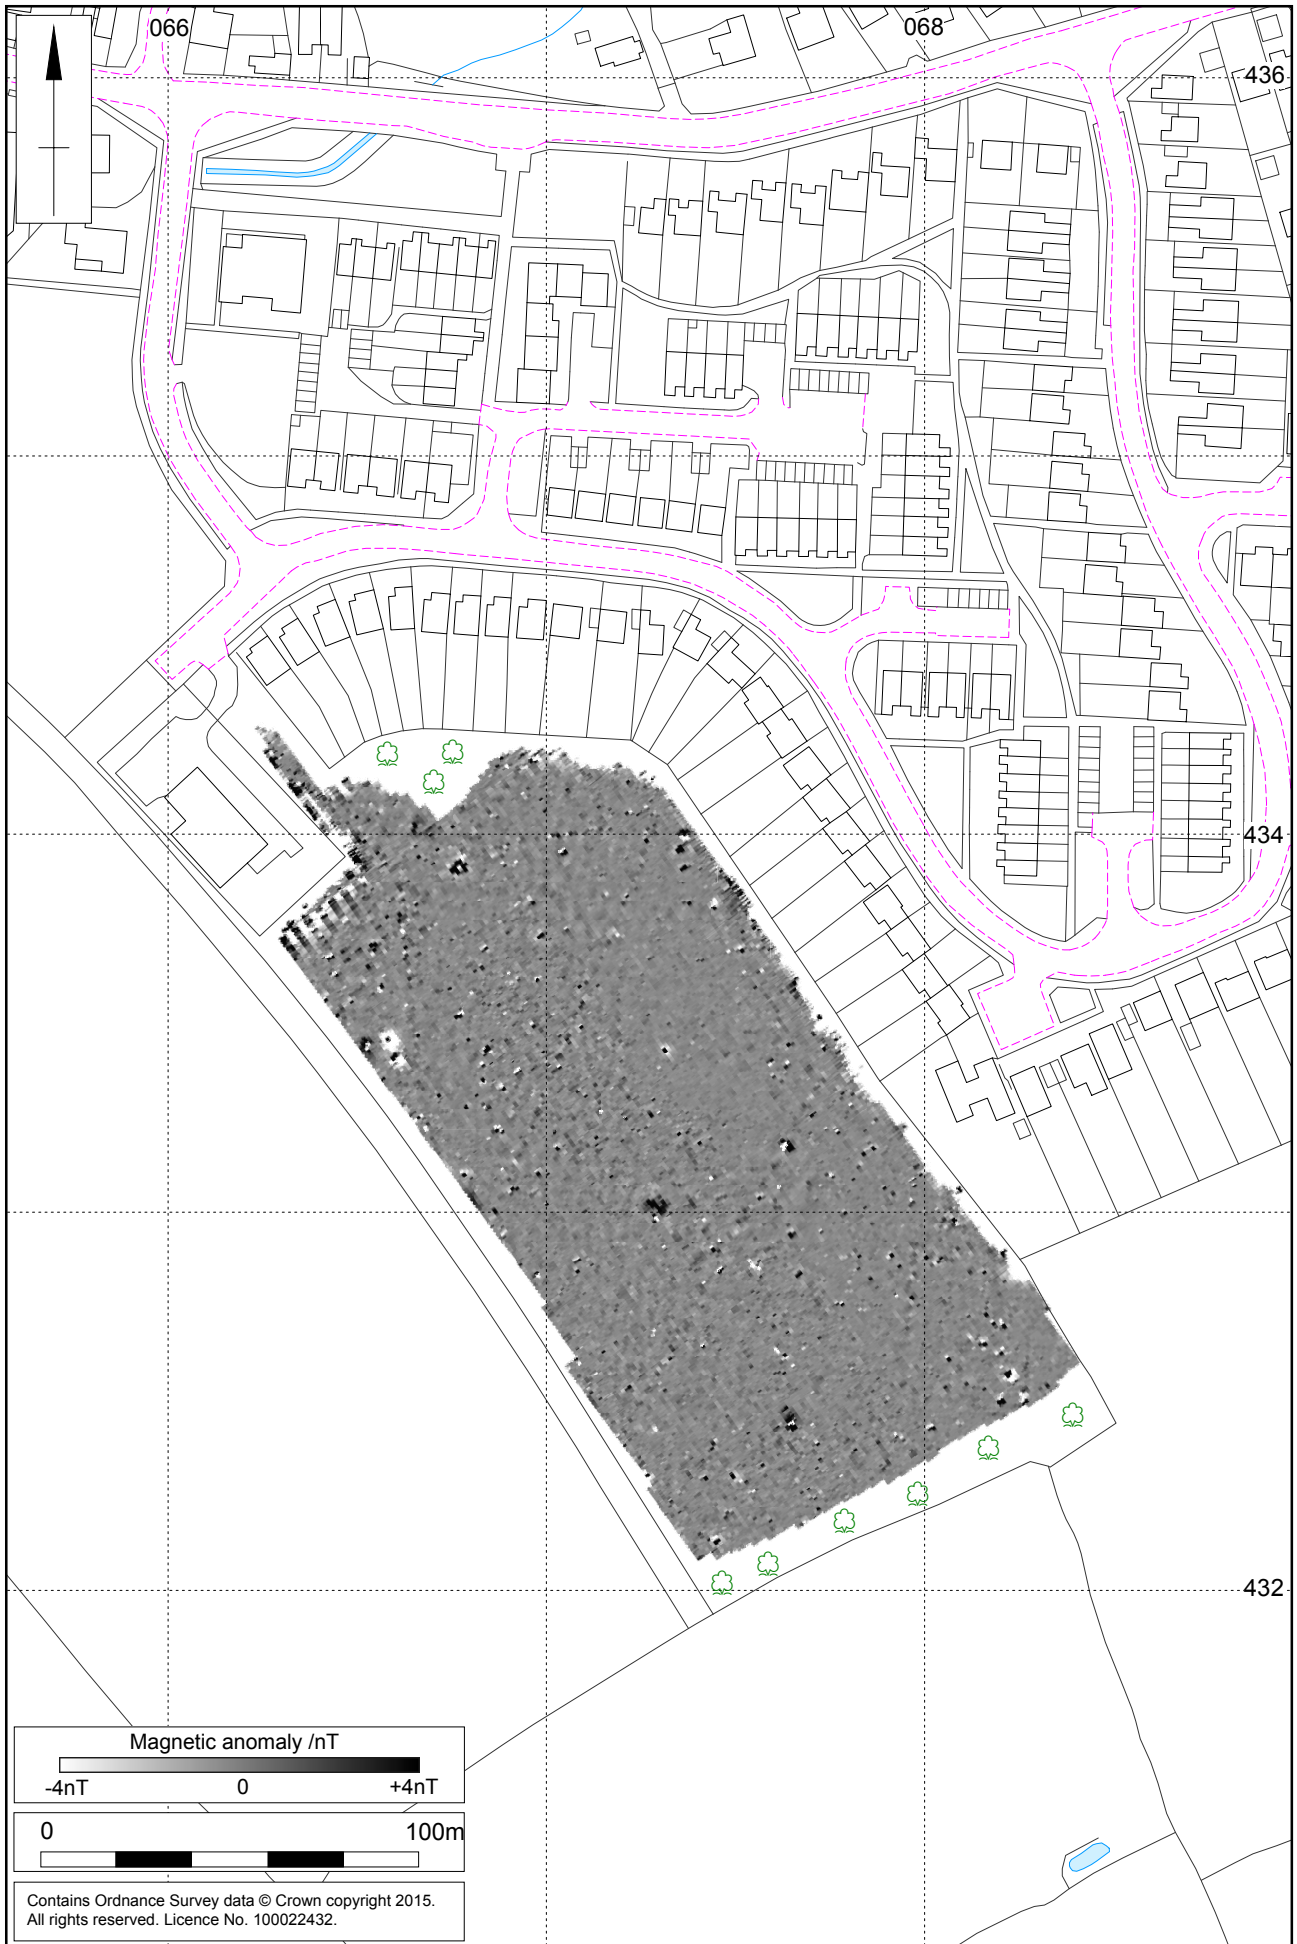 066
068
436
434
432
Magnetic anomaly /nT
-4nT 0 +4nT
0 100m
Contains Ordnance Survey data © Crown copyright 2015.
All rights reserved. Licence No. 100022432.